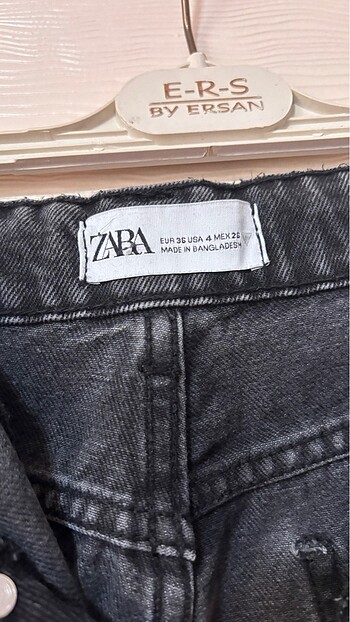 E-R-S
BY ERSAN
ZARA
EUR 36 USA 4 MEX 26
MADE IN BANGLADESH